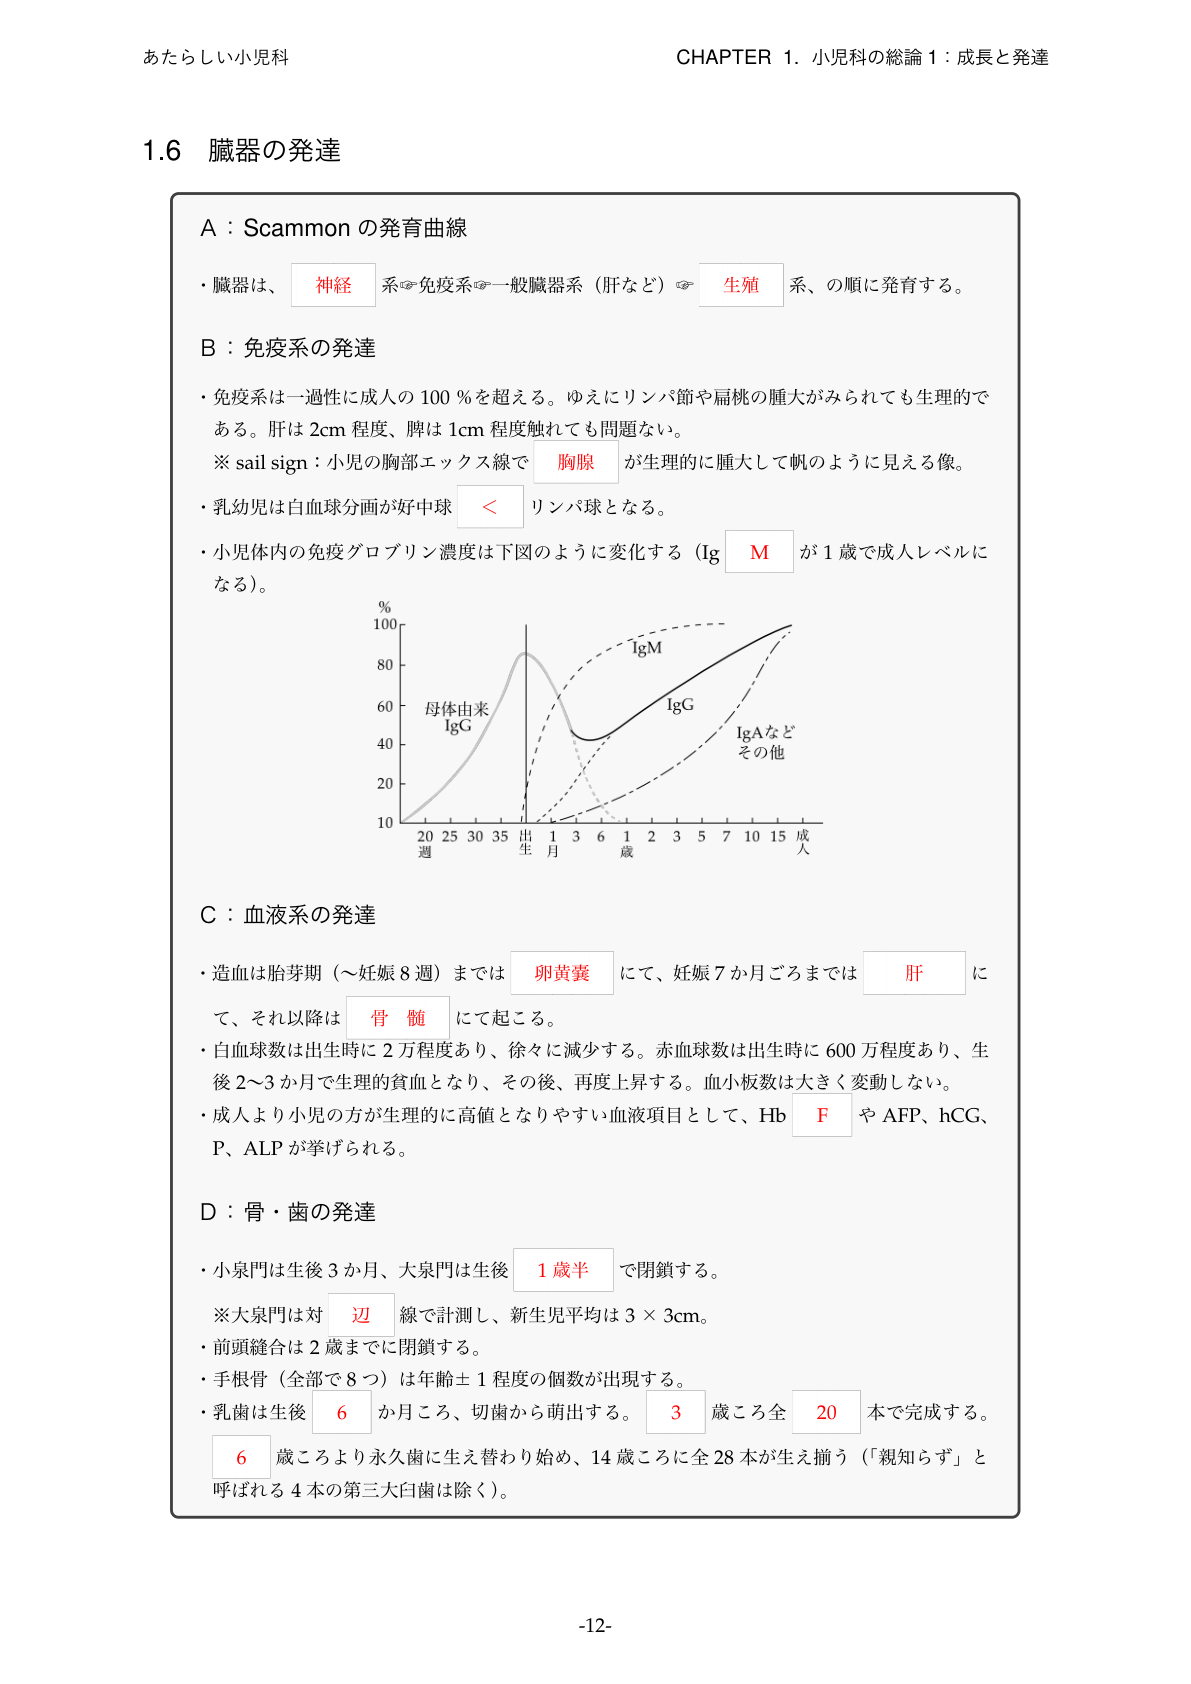 あたらしい小児科
CHAPTER 1. 小児科の総論 1：成長と発達
1.6 臓器の発達
A：Scammon の発育曲線
・臓器は、 神経 系☞免疫系☞一般臓器系（肝など）☞ 生殖 系、の順に発育する。
B：免疫系の発達
・免疫系は一過性に成人の 100 %を超える。ゆえにリンパ節や扁桃の腫大がみられても生理的で
ある。肝は 2cm 程度、脾は 1cm 程度触れても問題ない。
※ sail sign：小児の胸部エックス線で 胸腺 が生理的に腫大して帆のように見える像。
・乳幼児は白血球分画が好中球 ＜ リンパ球となる。
・小児体内の免疫グロブリン濃度は下図のように変化する（Ig M が 1 歳で成人レベルに
なる）。
%
100
80
60
40
20
10
母体由来
IgG
IgM
IgG
IgAなど
その他
20 25 30 35 出 1 3 6 1 2 3 5 7 10 15 成
週 生 月 歳 人
C：血液系の発達
・造血は胎芽期（〜妊娠 8 週）までは 卵黄嚢 にて、妊娠 7 か月ごろまでは 肝 に
て、それ以降は 骨 髄 にて起こる。
・白血球数は出生時に 2 万程度あり、徐々に減少する。赤血球数は出生時に 600 万程度あり、生
後 2〜3 か月で生理的貧血となり、その後、再度上昇する。血小板数は大きく変動しない。
・成人より小児の方が生理的に高値となりやすい血液項目として、Hb F や AFP、hCG、
P、ALP が挙げられる。
D：骨・歯の発達
・小泉門は生後 3 か月、大泉門は生後 1 歳半 で閉鎖する。
※大泉門は対 辺 線で計測し、新生児平均は 3 × 3cm。
・前頭縫合は 2 歳までに閉鎖する。
・手根骨（全部で 8 つ）は年齢± 1 程度の個数が出現する。
・乳歯は生後 6 か月ころ、切歯から萌出する。 3 歳ころ全 20 本で完成する。
6 歳ころより永久歯に生え替わり始め、14 歳ころに全 28 本が生え揃う（「親知らず」と
呼ばれる 4 本の第三大臼歯は除く）。
-12-